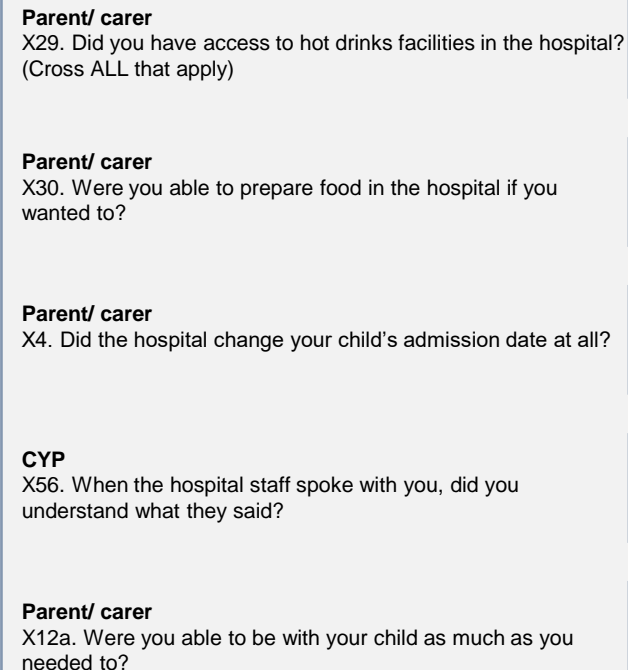 Parent/ carer
X29. Did you have access to hot drinks facilities in the hospital?
(Cross ALL that apply)
Parent/ carer
X30. Were you able to prepare food in the hospital if you
wanted to?
Parent/ carer
X4. Did the hospital change your child’s admission date at all?
CYP
X56. When the hospital staff spoke with you, did you
understand what they said?
Parent/ carer
X12a. Were you able to be with your child as much as you
needed to?